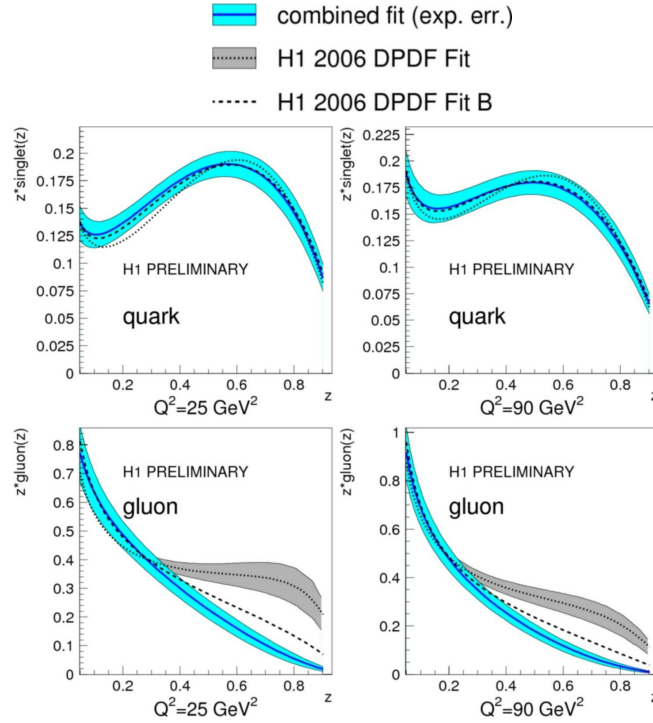 combined fit (exp. err.)
H1 2006 DPDF Fit
H1 2006 DPDF Fit B
z*singlet(z)
0.2
0.175
0.15
0.125
0.1
0.075
0.05
0.025
0
H1 PRELIMINARY
quark
0.2 0.4 0.6 0.8 z
Q²=25 GeV²
z*singlet(z)
0.225
0.2
0.175
0.15
0.125
0.1
0.075
0.05
0.025
0
H1 PRELIMINARY
quark
0.2 0.4 0.6 0.8 z
Q²=90 GeV²
z*gluon(z)
0.8
0.7
0.6
0.5
0.4
0.3
0.2
0.1
0
H1 PRELIMINARY
gluon
0.2 0.4 0.6 0.8 z
Q²=25 GeV²
z*gluon(z)
1
0.8
0.6
0.4
0.2
0
H1 PRELIMINARY
gluon
0.2 0.4 0.6 0.8 z
Q²=90 GeV²